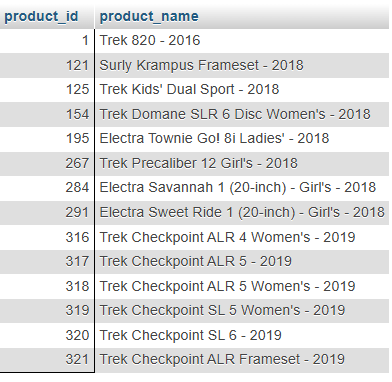 product_id product_name
1 Trek 820 - 2016
121 Surly Krampus Frameset - 2018
125 Trek Kids' Dual Sport - 2018
154 Trek Domane SLR 6 Disc Women's - 2018
195 Electra Townie Go! 8i Ladies' - 2018
267 Trek Precaliber 12 Girl's - 2018
284 Electra Savannah 1 (20-inch) - Girl's - 2018
291 Electra Sweet Ride 1 (20-inch) - Girl's - 2018
316 Trek Checkpoint ALR 4 Women's - 2019
317 Trek Checkpoint ALR 5 - 2019
318 Trek Checkpoint ALR 5 Women's - 2019
319 Trek Checkpoint SL 5 Women's - 2019
320 Trek Checkpoint SL 6 - 2019
321 Trek Checkpoint ALR Frameset - 2019